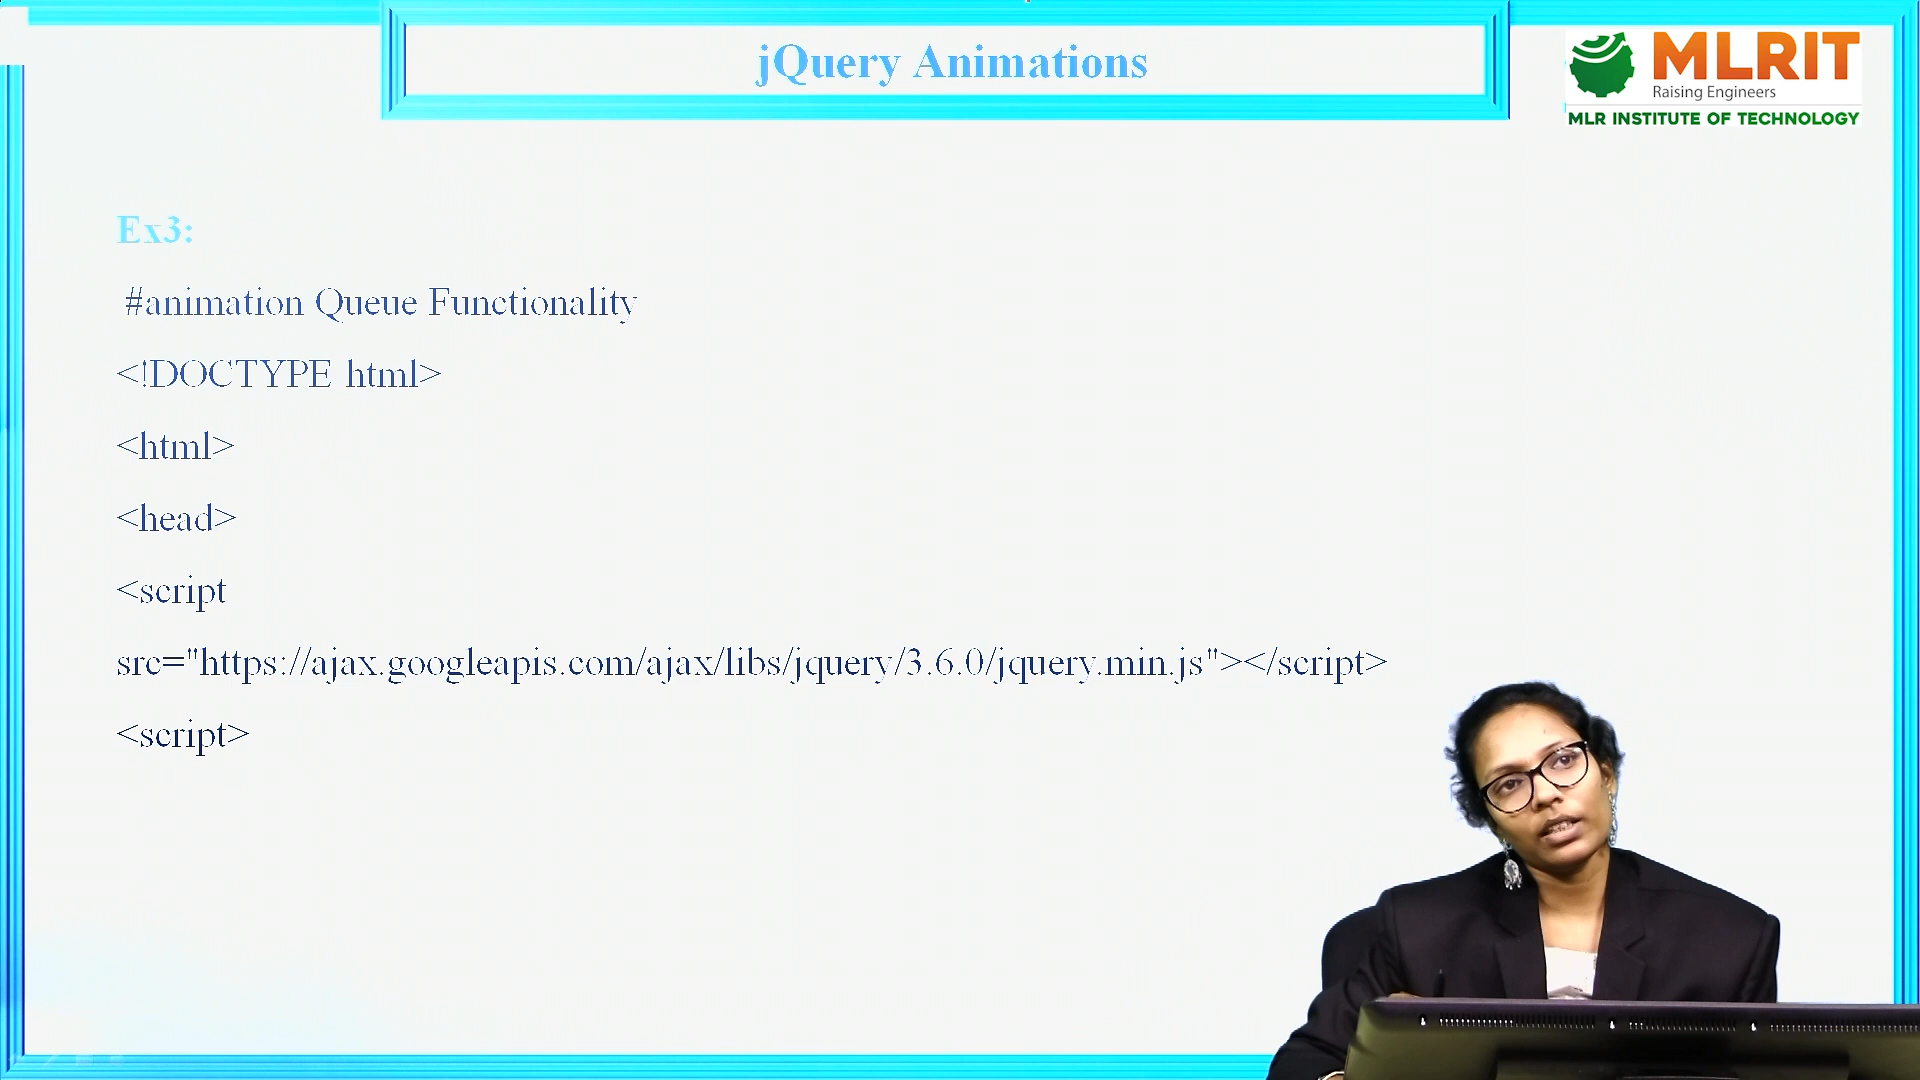 jQuery Animations
MLRIT
Raising Engineers
MLR INSTITUTE OF TECHNOLOGY
Ex3:
#animation Queue Functionality
<!DOCTYPE html>
<html>
<head>
<script
src="https://ajax.googleapis.com/ajax/libs/jquery/3.6.0/jquery.min.js"></script>
<script>